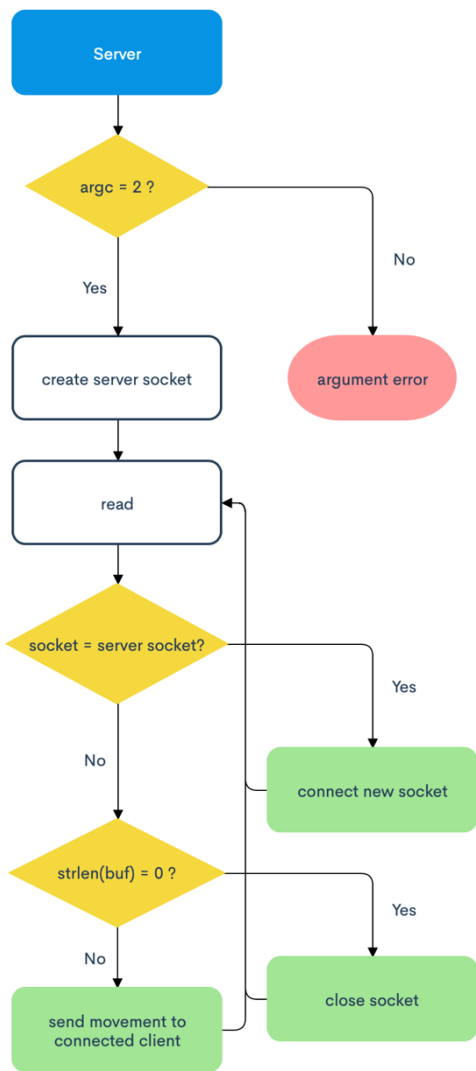 Server
argc = 2 ?
No
Yes
create server socket
argument error
read
socket = server socket?
Yes
No
connect new socket
strlen(buf) = 0 ?
Yes
No
close socket
send movement to
connected client